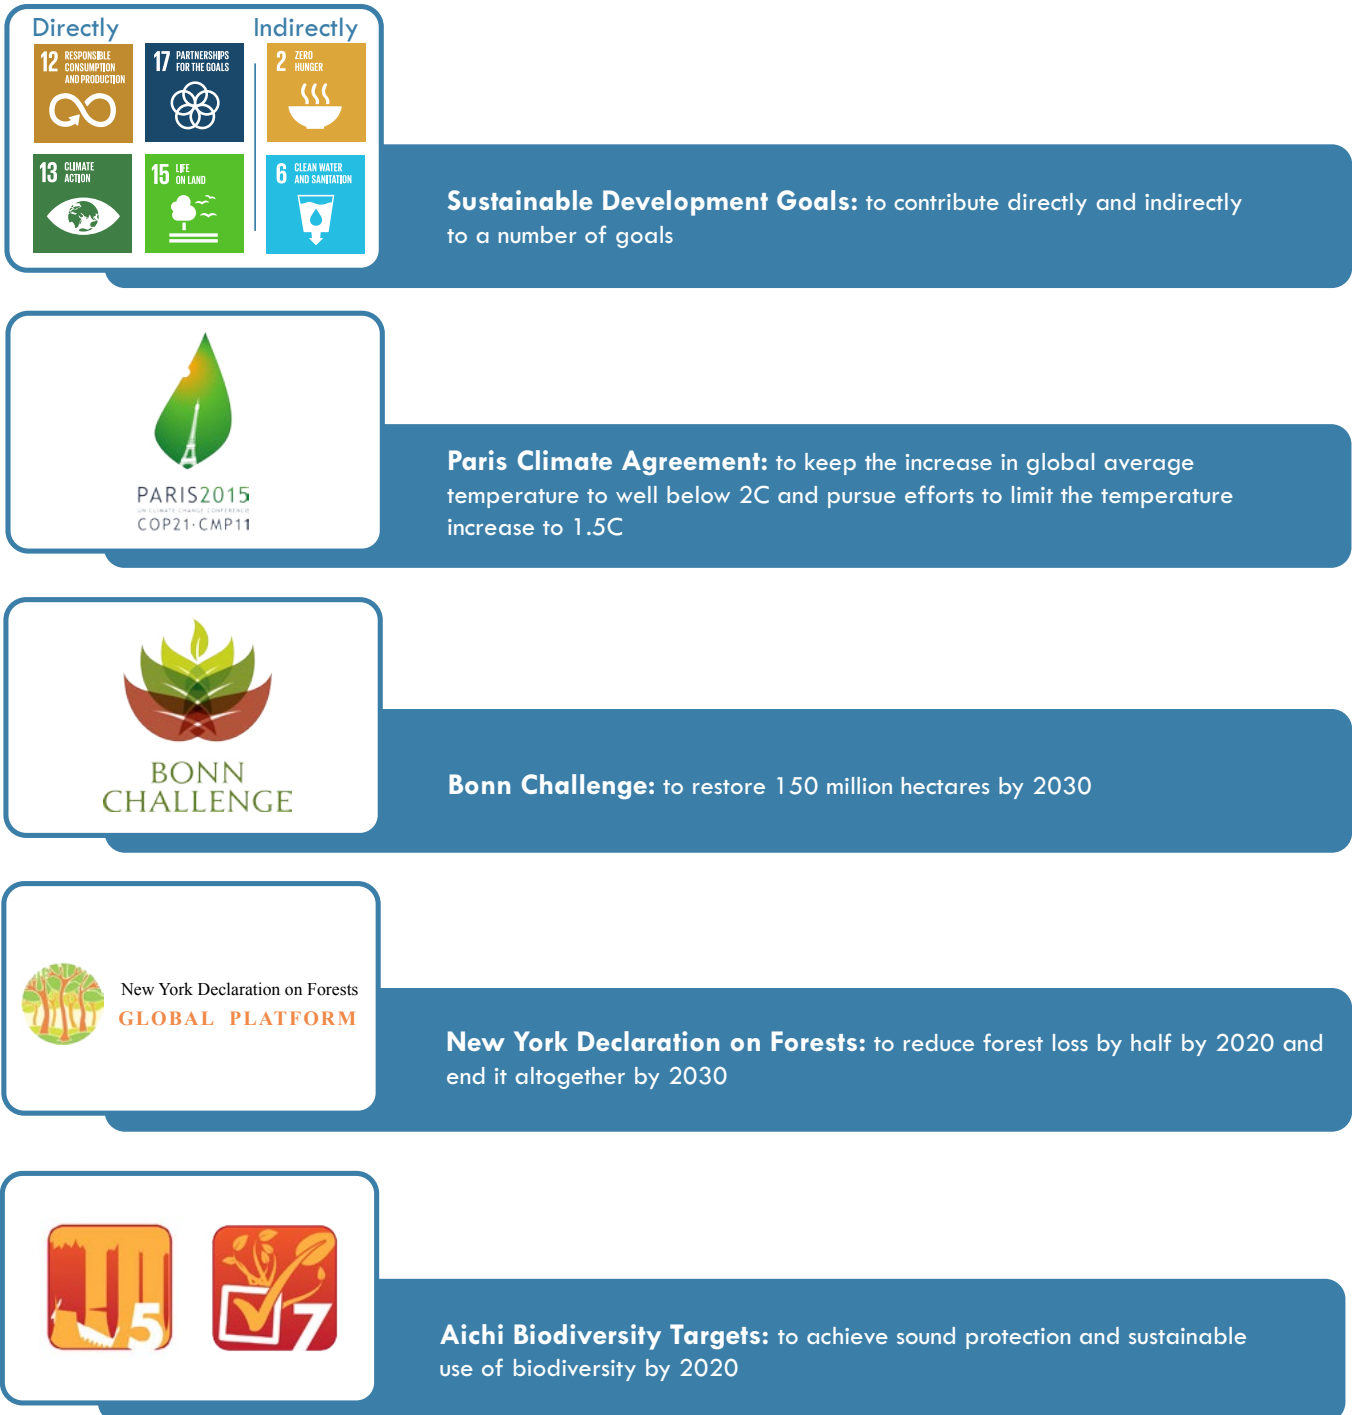 Directly
Indirectly
12 RESPONSIBLE
CONSUMPTION
AND PRODUCTION
17 PARTNERSHIPS
FOR THE GOALS
2 ZERO
HUNGER
13 CLIMATE
ACTION
15 LIFE
ON LAND
6 CLEAN WATER
AND SANITATION
Sustainable Development Goals: to contribute directly and indirectly
to a number of goals
PARIS2015
UN CLIMATE CHANGE CONFERENCE
COP21·CMP11
Paris Climate Agreement: to keep the increase in global average
temperature to well below 2C and pursue efforts to limit the temperature
increase to 1.5C
BONN
CHALLENGE
Bonn Challenge: to restore 150 million hectares by 2030
New York Declaration on Forests
GLOBAL PLATFORM
New York Declaration on Forests: to reduce forest loss by half by 2020 and
end it altogether by 2030
5
7
Aichi Biodiversity Targets: to achieve sound protection and sustainable
use of biodiversity by 2020